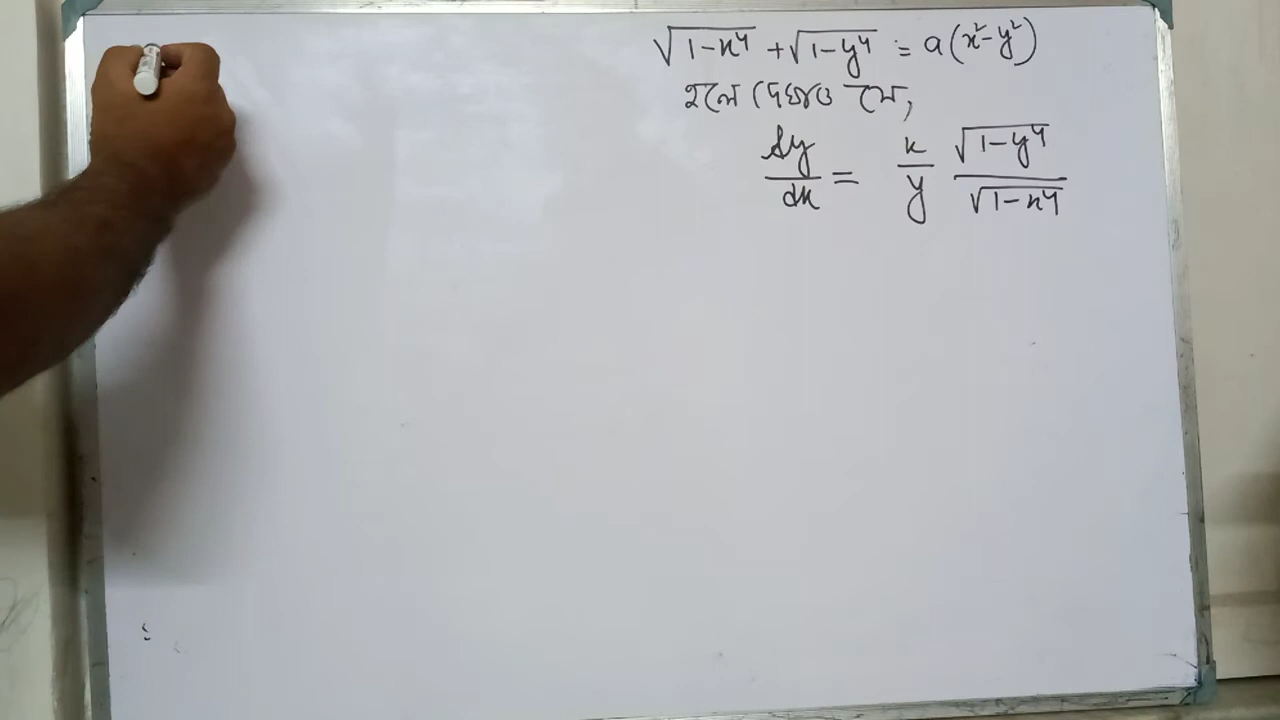 √(1-x⁴) + √(1-y⁴) = a(x²-y²)
হলে দেখাও যে,
dy/dx = x/y √(1-y⁴)/√(1-x⁴)